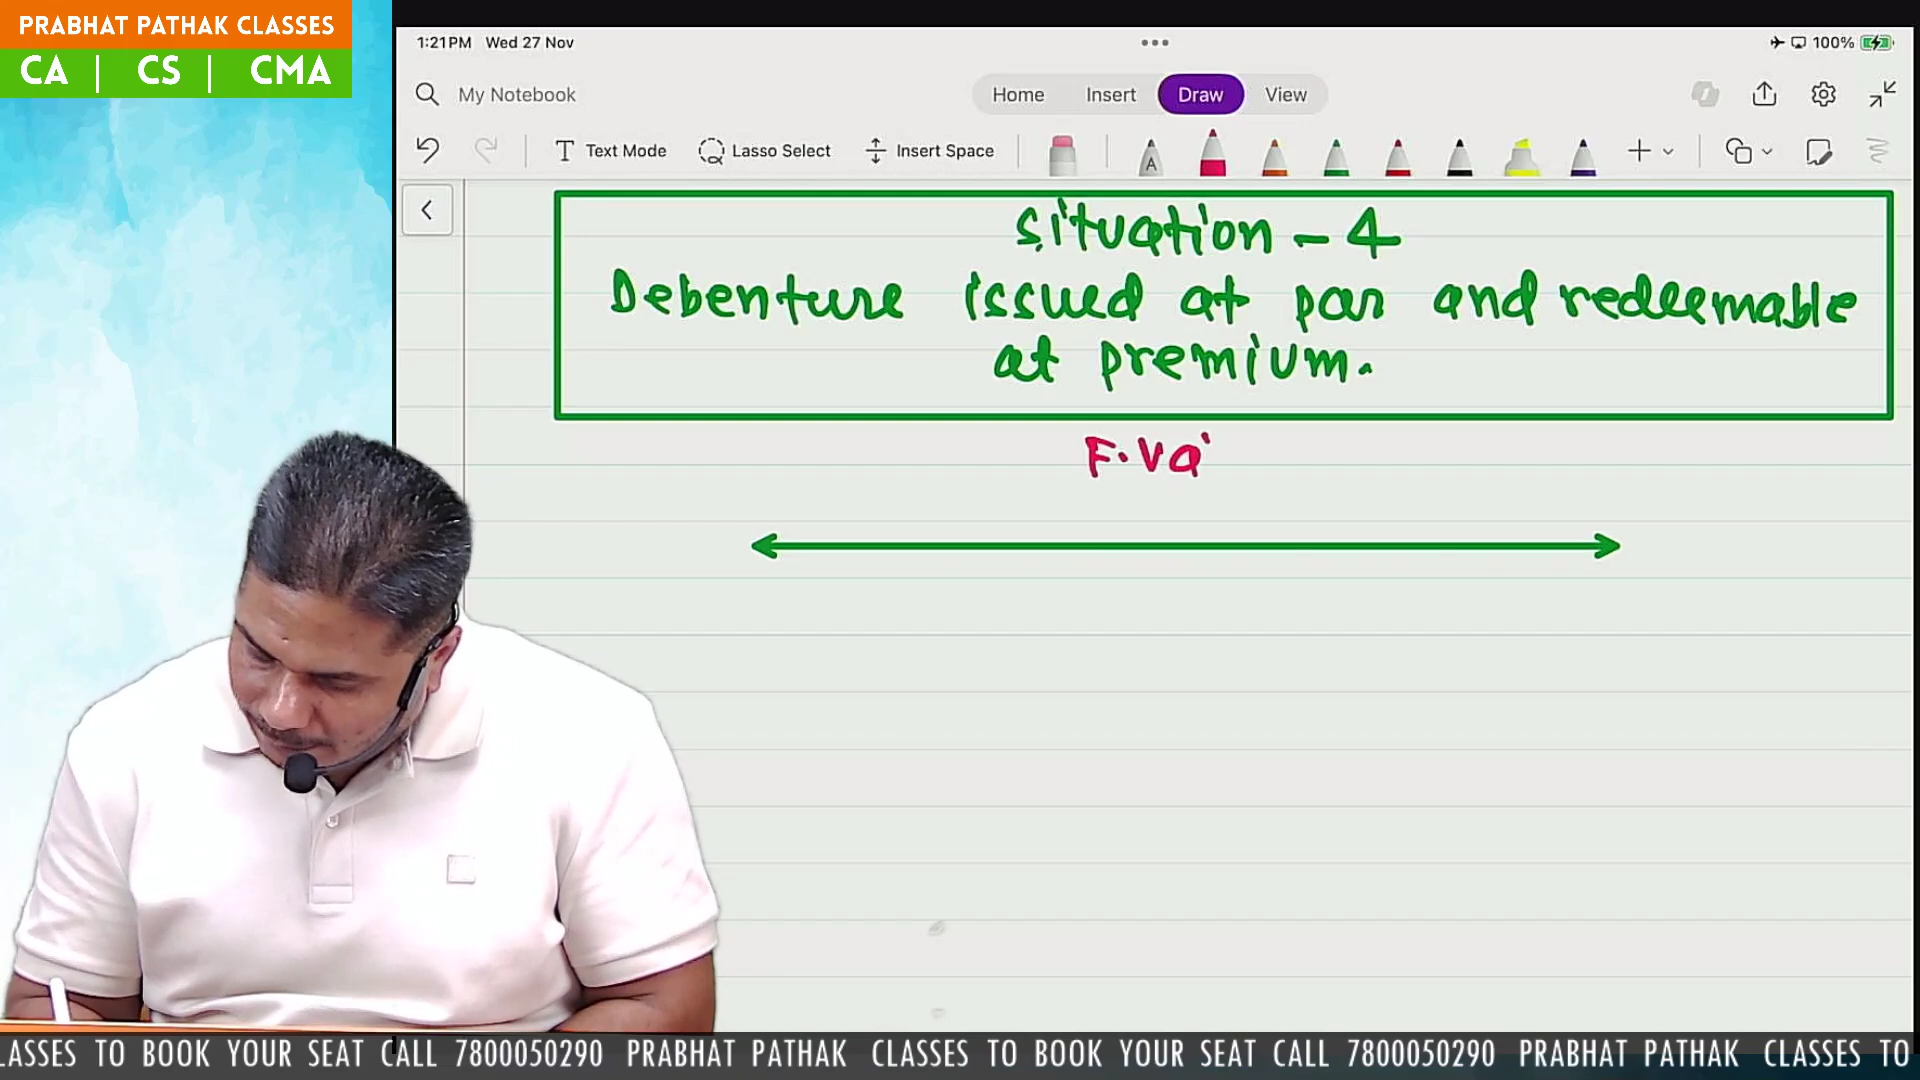 PRABHAT PATHAK CLASSES
CA | CS | CMA
1:21 PM Wed 27 Nov
100%
My Notebook
Home Insert Draw View
Text Mode Lasso Select Insert Space
A
Situation - 4
Debenture issued at par and redeemable
at premium.
F.Va
LASSES TO BOOK YOUR SEAT CALL 7800050290 PRABHAT PATHAK CLASSES TO BOOK YOUR SEAT CALL 7800050290 PRABHAT PATHAK CLASSES TO